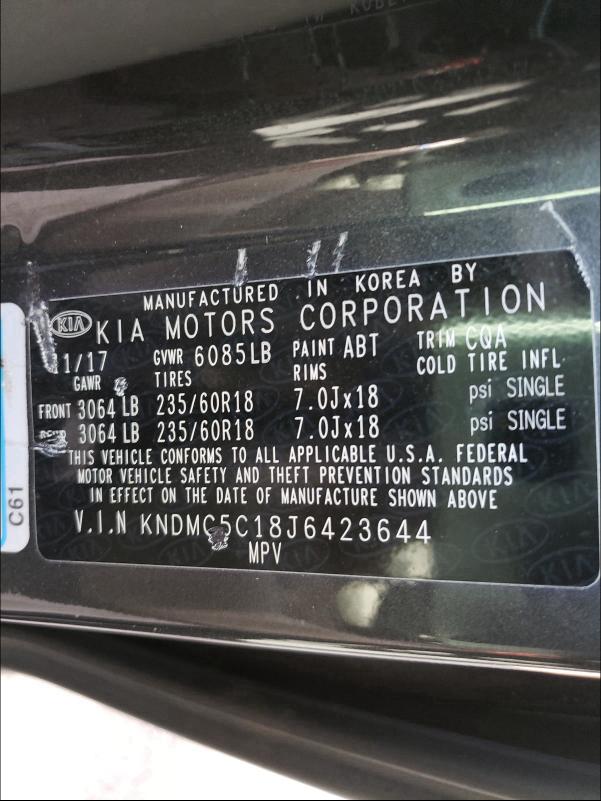 MANUFACTURED IN KOREA BY
KIA KIA MOTORS CORPORATION
11/17 GVWR 6085LB PAINT ABT TRIM CQA
GAWR TIRES RIMS COLD TIRE INFL
FRONT 3064 LB 235/60R18 7.0Jx18 psi SINGLE
3064 LB 235/60R18 7.0Jx18 psi SINGLE
THIS VEHICLE CONFORMS TO ALL APPLICABLE U.S.A. FEDERAL
MOTOR VEHICLE SAFETY AND THEFT PREVENTION STANDARDS
IN EFFECT ON THE DATE OF MANUFACTURE SHOWN ABOVE
V.I.N KNDMC5C18J6423644
MPV
C61